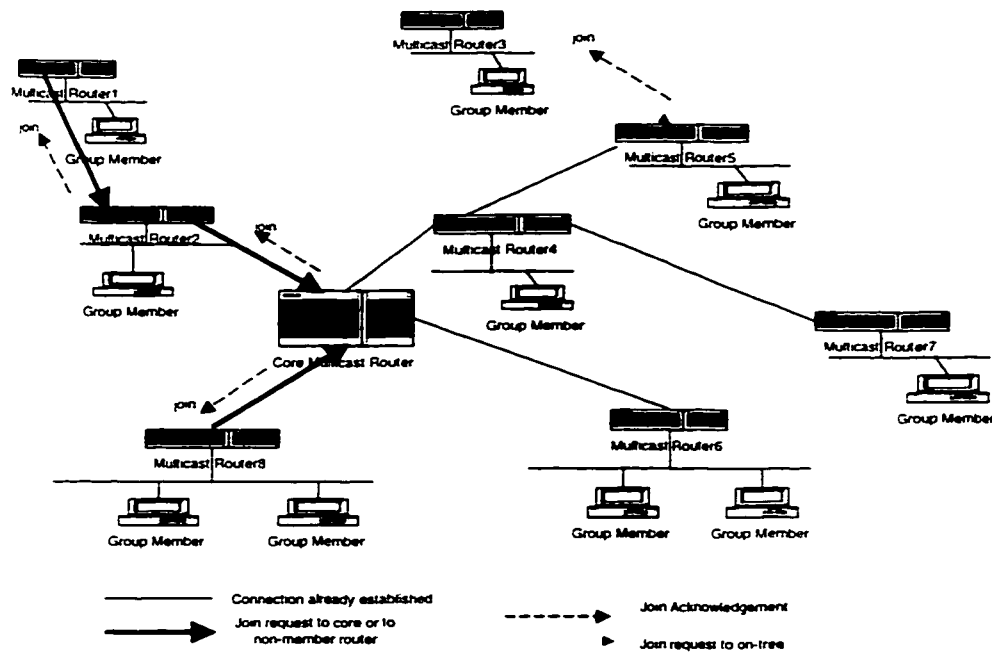 Multicast Router3
join
Multicast Router1
Group Member
join
Group Member
Multicast Router5
Group Member
Multicast Router2
join
Multicast Router4
Group Member
Group Member
Multicast Router7
Core Multicast Router
Group Member
join
Multicast Router6
Multicast Router8
Group Member
Group Member
Group Member
Group Member
Connection already established
Join Acknowledgement
Join request to core or to
non-member router
Join request to on-tree